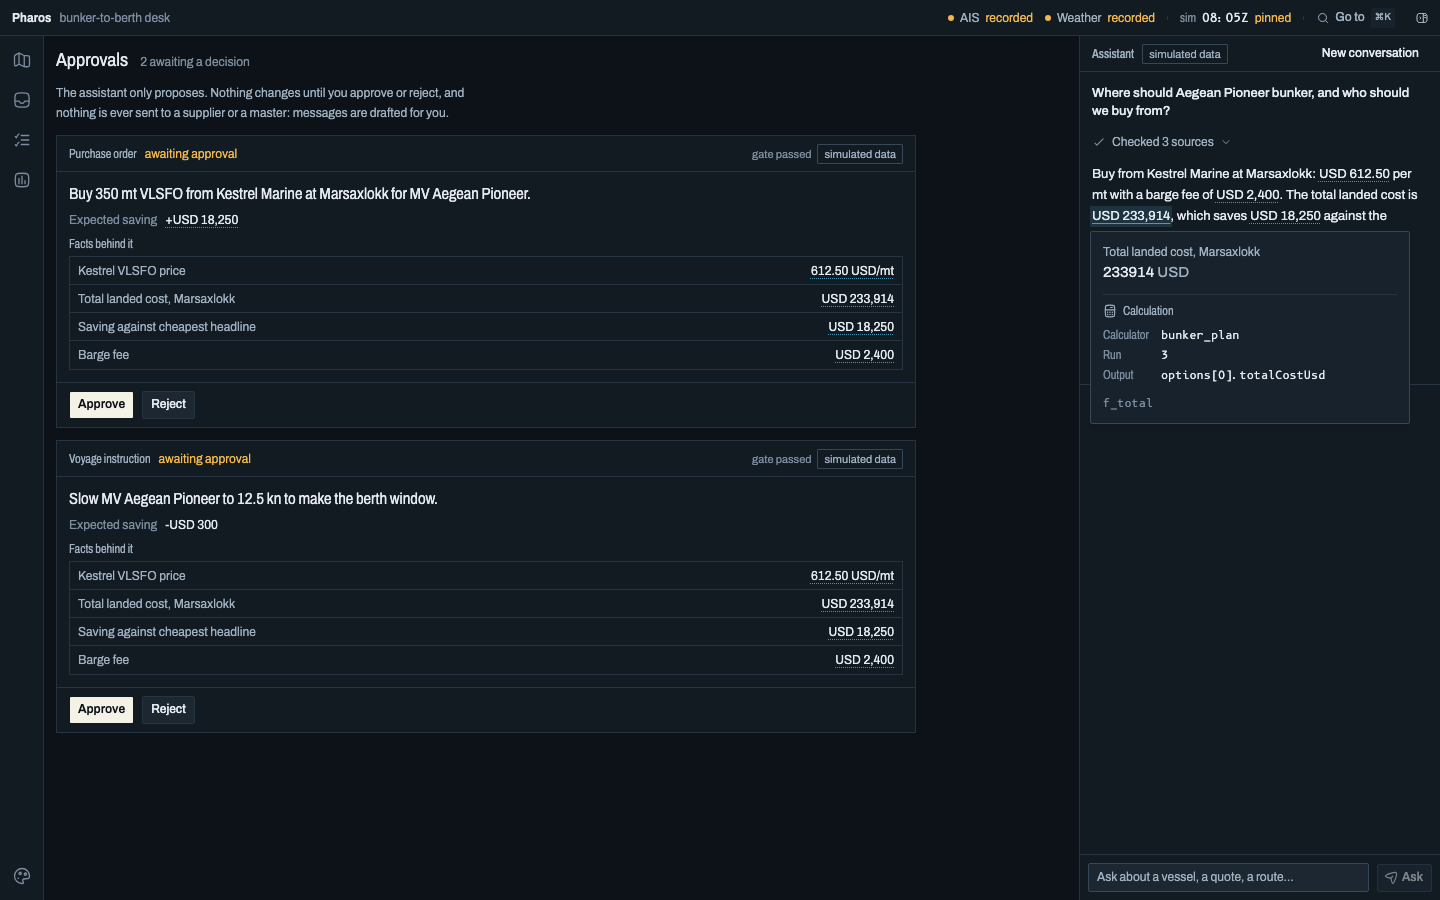 Pharos bunker-to-berth desk
AIS recorded Weather recorded sim 08:05Z pinned Go to ⌘K
Approvals 2 awaiting a decision
The assistant only proposes. Nothing changes until you approve or reject, and
nothing is ever sent to a supplier or a master: messages are drafted for you.
Purchase order awaiting approval gate passed simulated data
Buy 350 mt VLSFO from Kestrel Marine at Marsaxlokk for MV Aegean Pioneer.
Expected saving +USD 18,250
Facts behind it
Kestrel VLSFO price 612.50 USD/mt
Total landed cost, Marsaxlokk USD 233,914
Saving against cheapest headline USD 18,250
Barge fee USD 2,400
Approve Reject
Voyage instruction awaiting approval gate passed simulated data
Slow MV Aegean Pioneer to 12.5 kn to make the berth window.
Expected saving -USD 300
Facts behind it
Kestrel VLSFO price 612.50 USD/mt
Total landed cost, Marsaxlokk USD 233,914
Saving against cheapest headline USD 18,250
Barge fee USD 2,400
Approve Reject
Assistant simulated data New conversation
Where should Aegean Pioneer bunker, and who should
we buy from?
Checked 3 sources
Buy from Kestrel Marine at Marsaxlokk: USD 612.50 per
mt with a barge fee of USD 2,400. The total landed cost is
USD 233,914, which saves USD 18,250 against the
Total landed cost, Marsaxlokk
233914 USD
Calculation
Calculator bunker_plan
Run 3
Output options[0].totalCostUsd
f_total
Ask about a vessel, a quote, a route... Ask